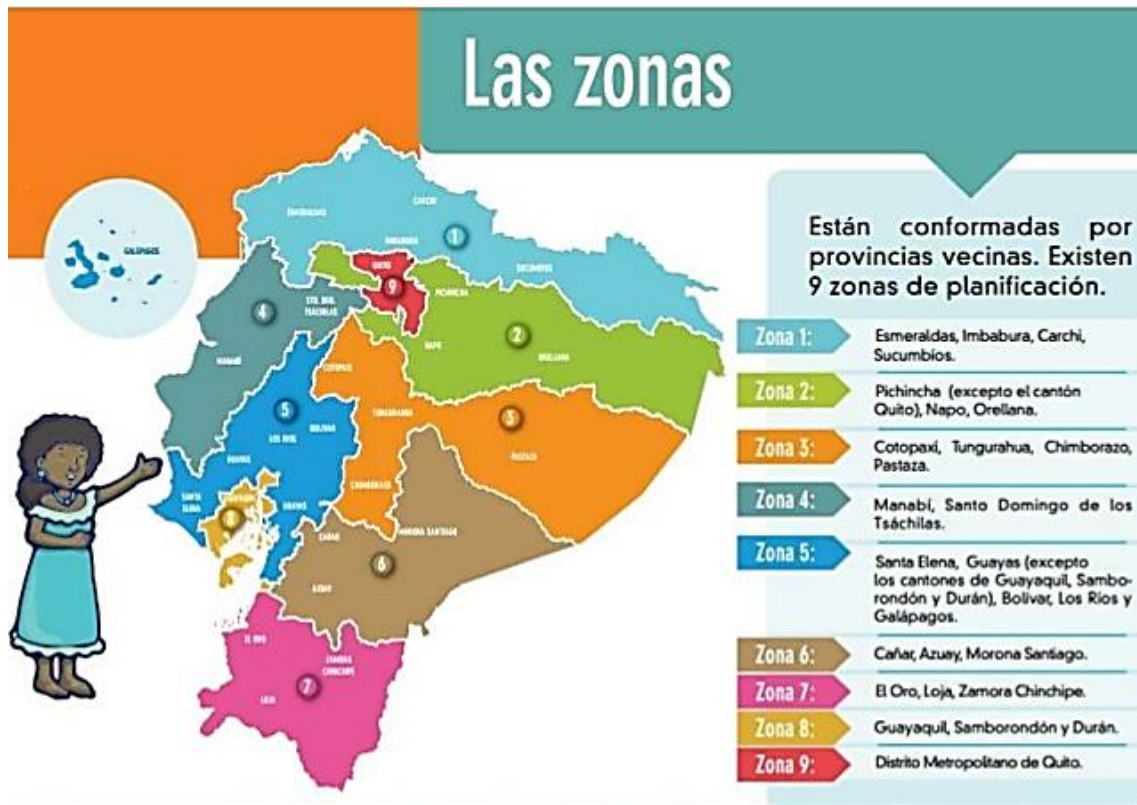 Las zonas
Están conformadas por
provincias vecinas. Existen
9 zonas de planificación.
Zona 1:
Esmeraldas, Imbabura, Carchi,
Sucumbíos.
Zona 2:
Pichincha (excepto el cantón
Quito), Napo, Orellana.
Zona 3:
Cotopaxi, Tungurahua, Chimborazo,
Pastaza.
Zona 4:
Manabí, Santo Domingo de los
Tsáchilas.
Zona 5:
Santa Elena, Guayas (excepto
los cantones de Guayaquil, Sambo-
rondón y Durán), Bolívar, Los Ríos y
Galápagos.
Zona 6:
Cañar, Azuay, Morona Santiago.
Zona 7:
El Oro, Loja, Zamora Chinchipe.
Zona 8:
Guayaquil, Samborondón y Durán.
Zona 9:
Distrito Metropolitano de Quito.
GALÁPAGOS
ESMERALDAS
CARCHI
IMBABURA
1
SUCUMBÍOS
QUITO
9
PICHINCHA
STO. DGO.
TSÁCHILAS
4
MANABÍ
NAPO
2
ORELLANA
COTOPAXI
5
LOS RÍOS
BOLÍVAR
TUNGURAHUA
3
PASTAZA
GUAYAS
SANTA
ELENA
8
GUAYAS
CHIMBORAZO
CAÑAR
MORONA SANTIAGO
6
AZUAY
EL ORO
ZAMORA
CHINCHIPE
7
LOJA